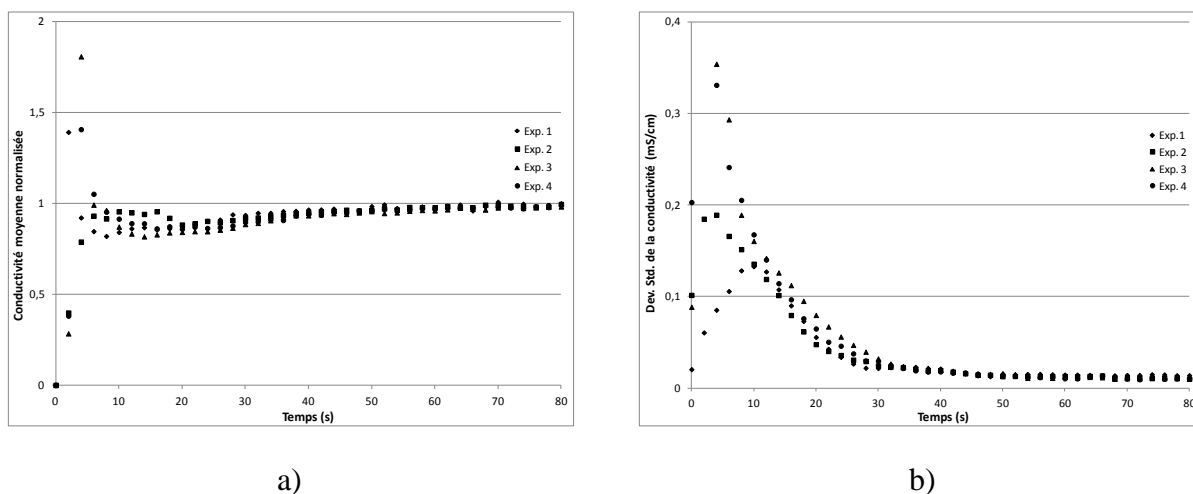 2
1,5
1
0,5
0
Conductivité moyenne normalisée
Exp. 1
Exp. 2
Exp. 3
Exp. 4
0 10 20 30 40 50 60 70 80
Temps (s)
a)
0,4
0,3
0,2
0,1
0
Dev. Std. de la conductivité (mS/cm)
Exp.1
Exp. 2
Exp. 3
Exp. 4
0 10 20 30 40 50 60 70 80
Temps (s)
b)